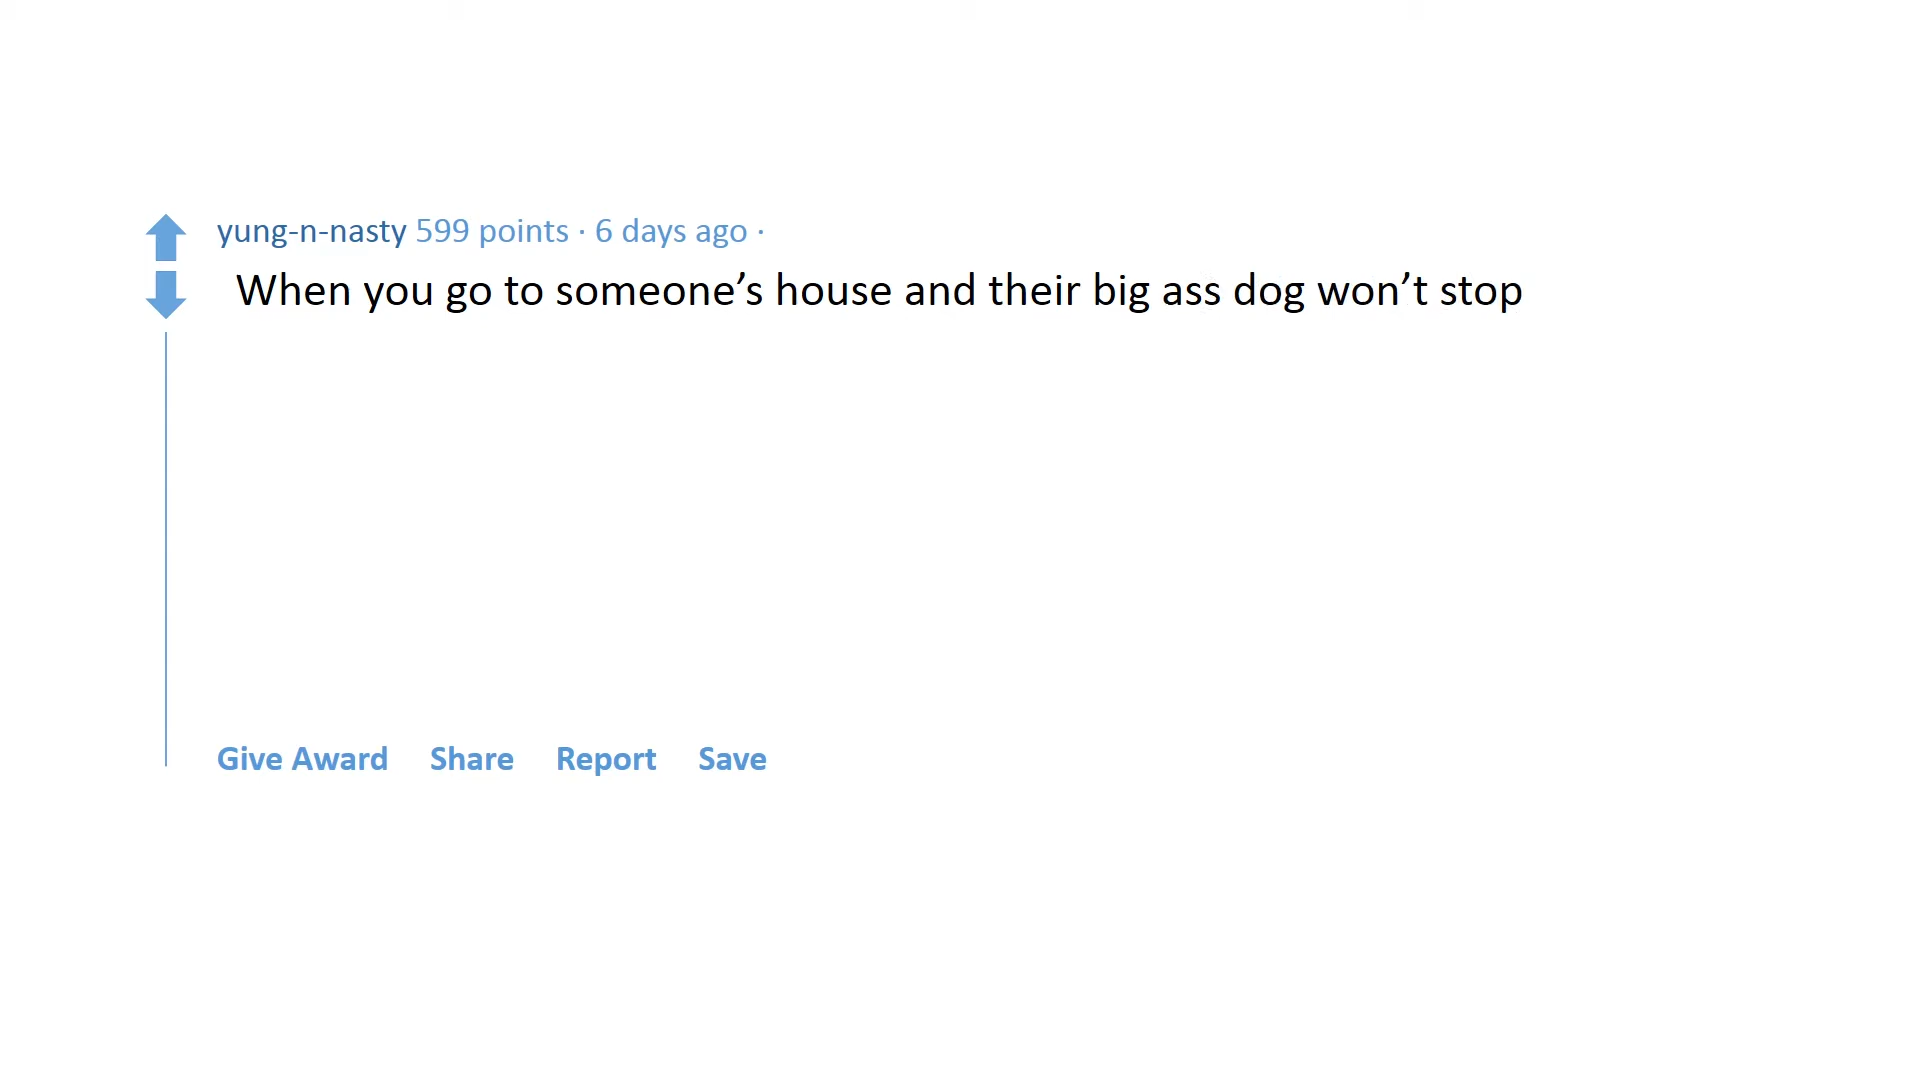 yung-n-nasty 599 points · 6 days ago ·
When you go to someone’s house and their big ass dog won’t stop
Give Award Share Report Save